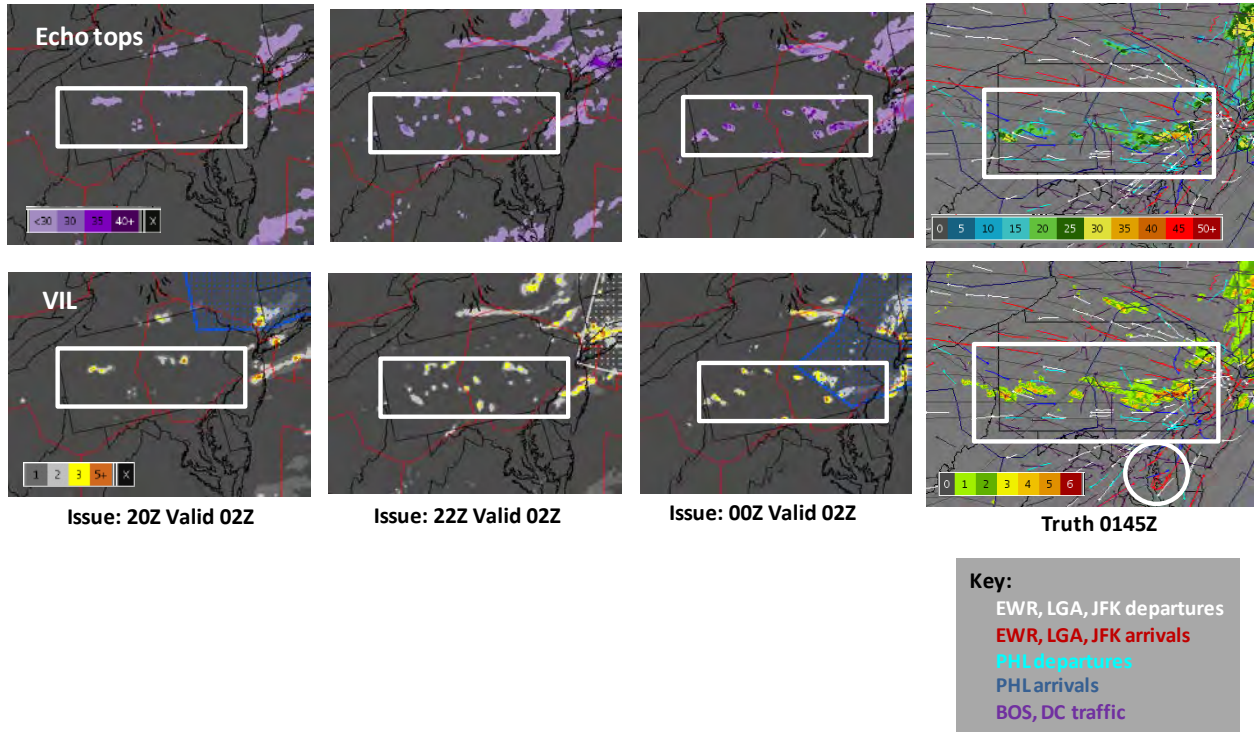 Echo tops
<30 30 35 40+ X
0 5 10 15 20 25 30 35 40 45 50+
VIL
1 2 3 5+ X
0 1 2 3 4 5 6
Issue: 20Z Valid 02Z
Issue: 22Z Valid 02Z
Issue: 00Z Valid 02Z
Truth 0145Z
Key:
EWR, LGA, JFK departures
EWR, LGA, JFK arrivals
PHL departures
PHL arrivals
BOS, DC traffic